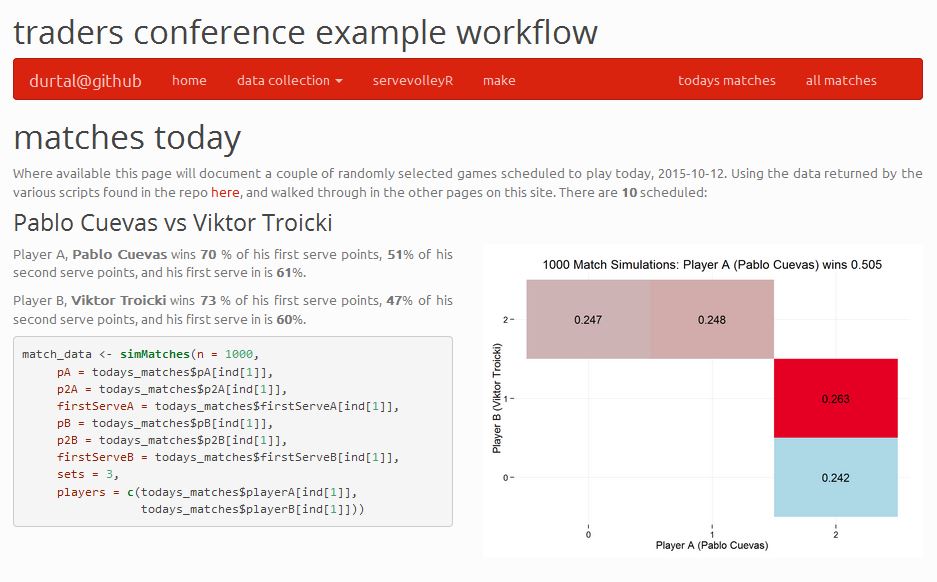 traders conference example workflow
durtal@github home data collection servevolleyR make todays matches all matches
matches today
Where available this page will document a couple of randomly selected games scheduled to play today, 2015-10-12. Using the data returned by the
various scripts found in the repo here, and walked through in the other pages on this site. There are 10 scheduled:
Pablo Cuevas vs Viktor Troicki
Player A, Pablo Cuevas wins 70 % of his first serve points, 51% of his
second serve points, and his first serve in is 61%.
Player B, Viktor Troicki wins 73 % of his first serve points, 47% of his
second serve points, and his first serve in is 60%.
match_data <- simMatches(n = 1000,
pA = todays_matches$pA[ind[1]],
p2A = todays_matches$p2A[ind[1]],
firstServeA = todays_matches$firstServeA[ind[1]],
pB = todays_matches$pB[ind[1]],
p2B = todays_matches$p2B[ind[1]],
firstServeB = todays_matches$firstServeB[ind[1]],
sets = 3,
players = c(todays_matches$playerA[ind[1]],
todays_matches$playerB[ind[1]]))
1000 Match Simulations: Player A (Pablo Cuevas) wins 0.505
Player B (Viktor Troicki)
2
0.247 0.248
1
0.263
0
0.242
0 1 2
Player A (Pablo Cuevas)